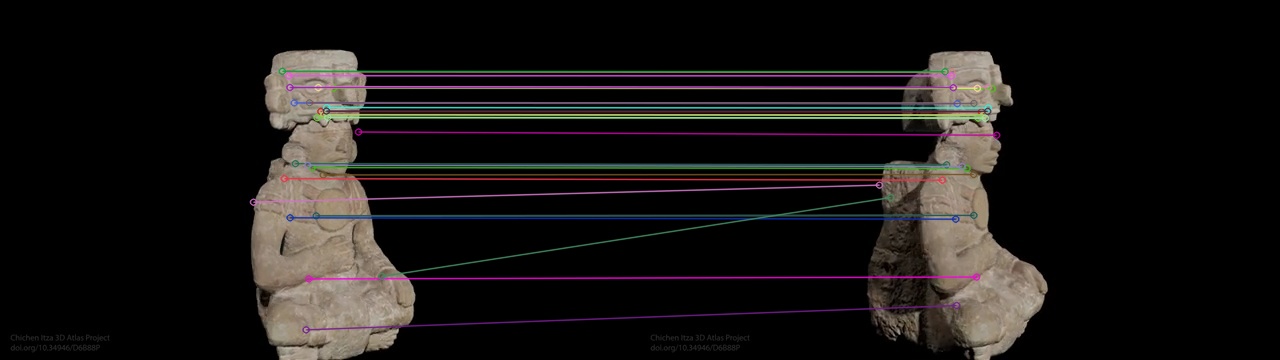 Chichen Itza 3D Atlas Project
doi.org/10.34946/D6B88P
Chichen Itza 3D Atlas Project
doi.org/10.34946/D6B88P